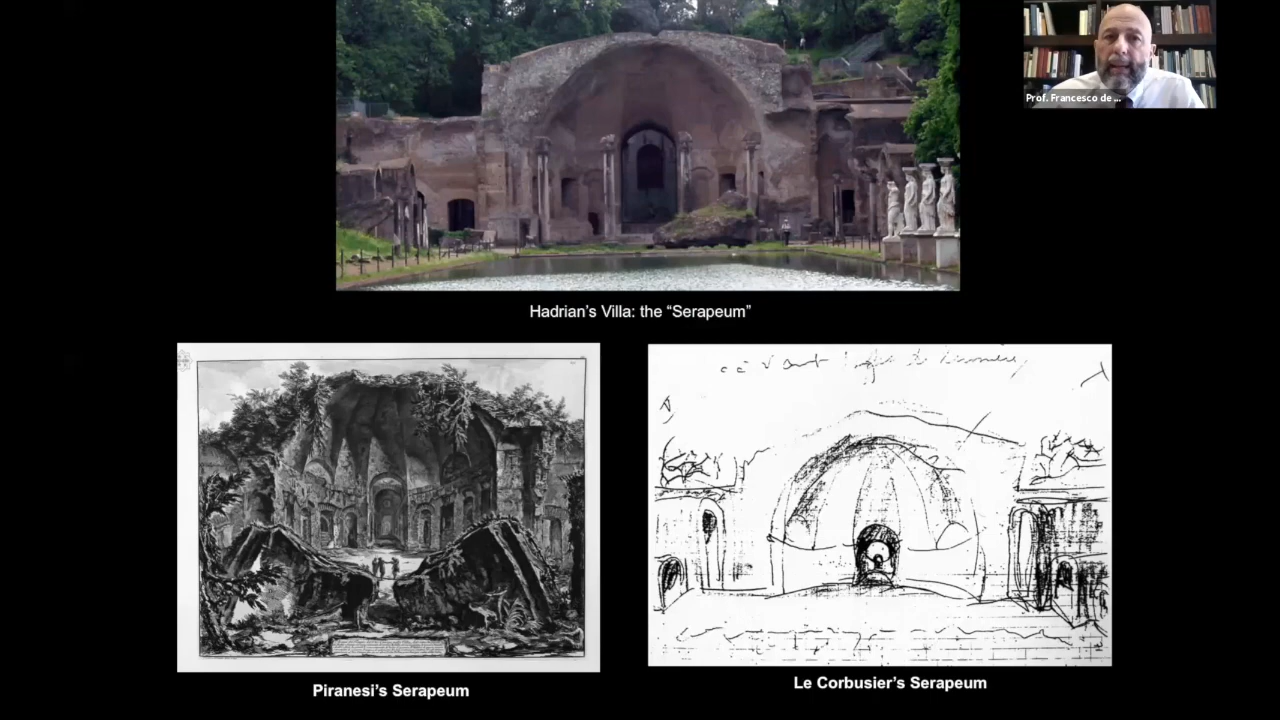 Prof. Francesco de ...
Hadrian's Villa: the “Serapeum”
Piranesi's Serapeum
Le Corbusier's Serapeum